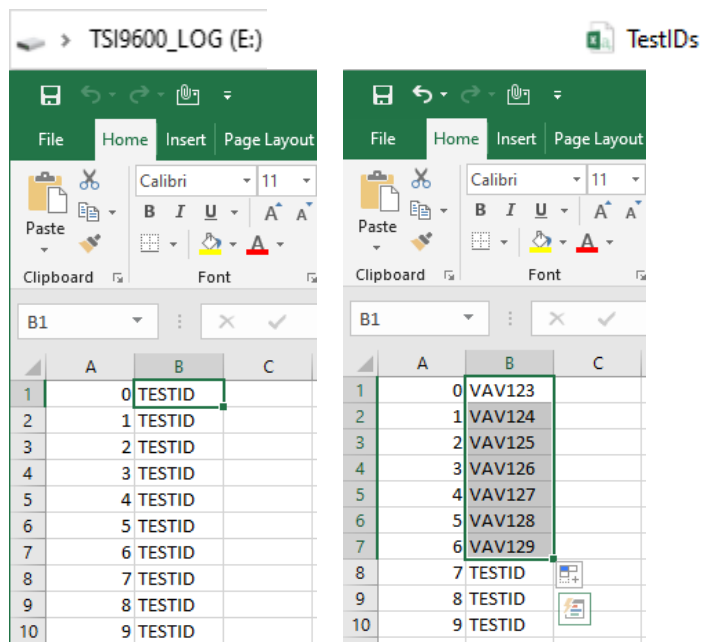 TSI9600_LOG (E:)
TestIDs
File Home Insert Page Layout
Calibri 11
B I U A A
Paste A
Clipboard Font
B1
A B C
1 0 TESTID
2 1 TESTID
3 2 TESTID
4 3 TESTID
5 4 TESTID
6 5 TESTID
7 6 TESTID
8 7 TESTID
9 8 TESTID
10 9 TESTID
File Home Insert Page Layout
Calibri 11
B I U A A
Paste A
Clipboard Font
B1
A B C
1 0 VAV123
2 1 VAV124
3 2 VAV125
4 3 VAV126
5 4 VAV127
6 5 VAV128
7 6 VAV129
8 7 TESTID
9 8 TESTID
10 9 TESTID